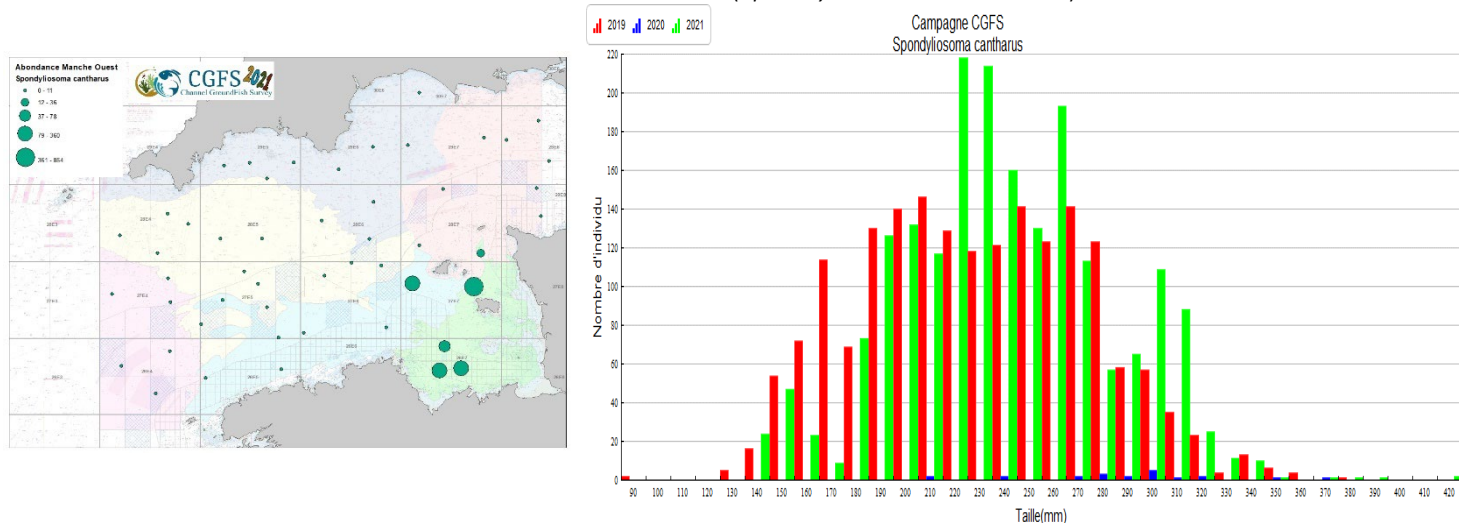 Abondance Manche Ouest
Spondyliosoma cantharus
0 - 11
12 - 36
37 - 78
79 - 360
361 - 864
CGFS 2021
Channel GroundFish Survey
2019 2020 2021
Campagne CGFS
Spondyliosoma cantharus
Nombre d'individu
220
200
180
160
140
120
100
80
60
40
20
0
90 100 110 120 130 140 150 160 170 180 190 200 210 220 230 240 250 260 270 280 290 300 310 320 330 340 350 360 370 380 390 400 410 420
Taille(mm)